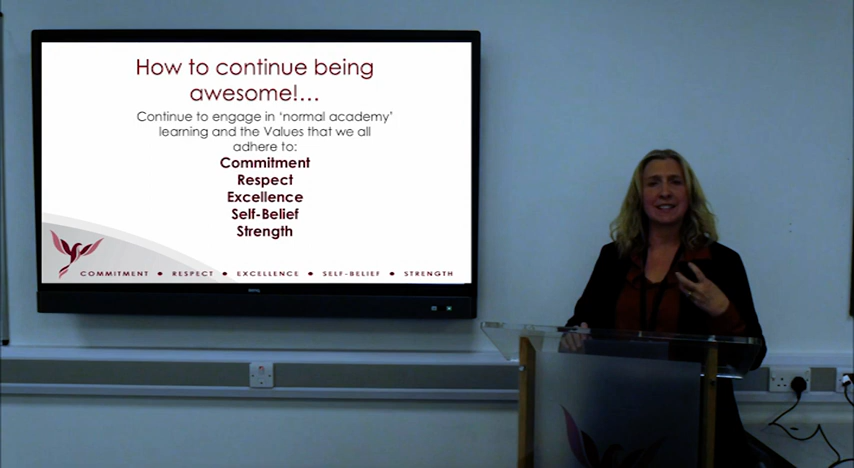 How to continue being
awesome!...
Continue to engage in ‘normal academy’
learning and the Values that we all
adhere to:
Commitment
Respect
Excellence
Self-Belief
Strength
COMMITMENT • RESPECT • EXCELLENCE • SELF-BELIEF • STRENGTH